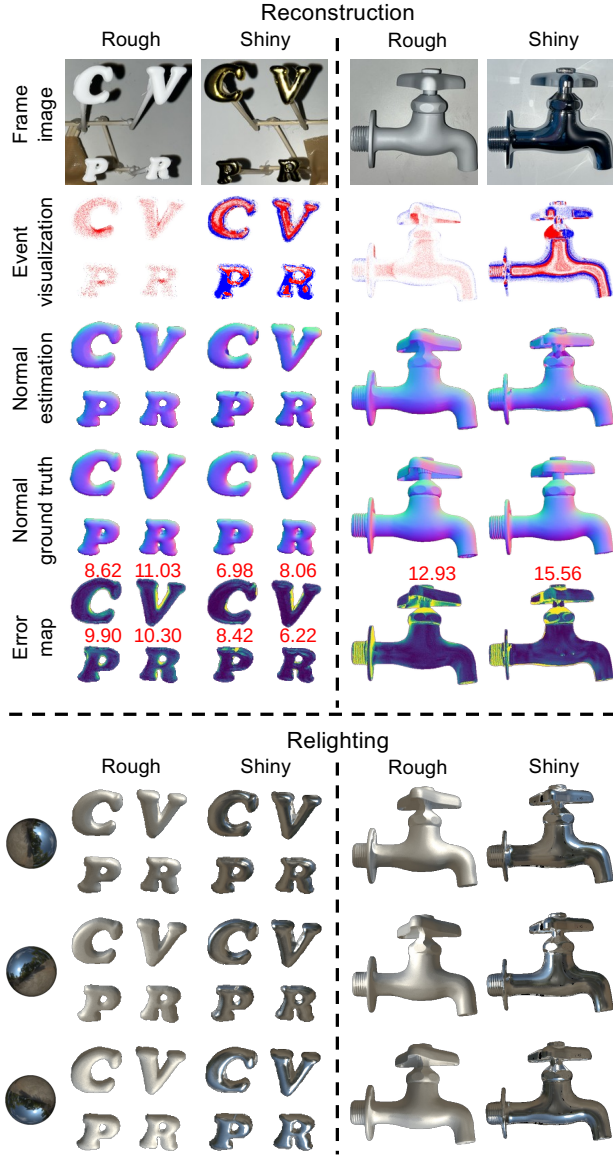 Reconstruction
Rough Shiny Rough Shiny
Frame
image
C V
P R
Event
visualization
C V C V
P R P R
Normal
estimation
C V C V
P R P R
Normal
ground truth
C V C V
P R P R
8.62 11.03 6.98 8.06 12.93 15.56
Error
map
C V C V
9.90 10.30 8.42 6.22
P R P R
Relighting
Rough Shiny Rough Shiny
C V C V
P R P R
C V C V
P R P R
C V C V
P R P R